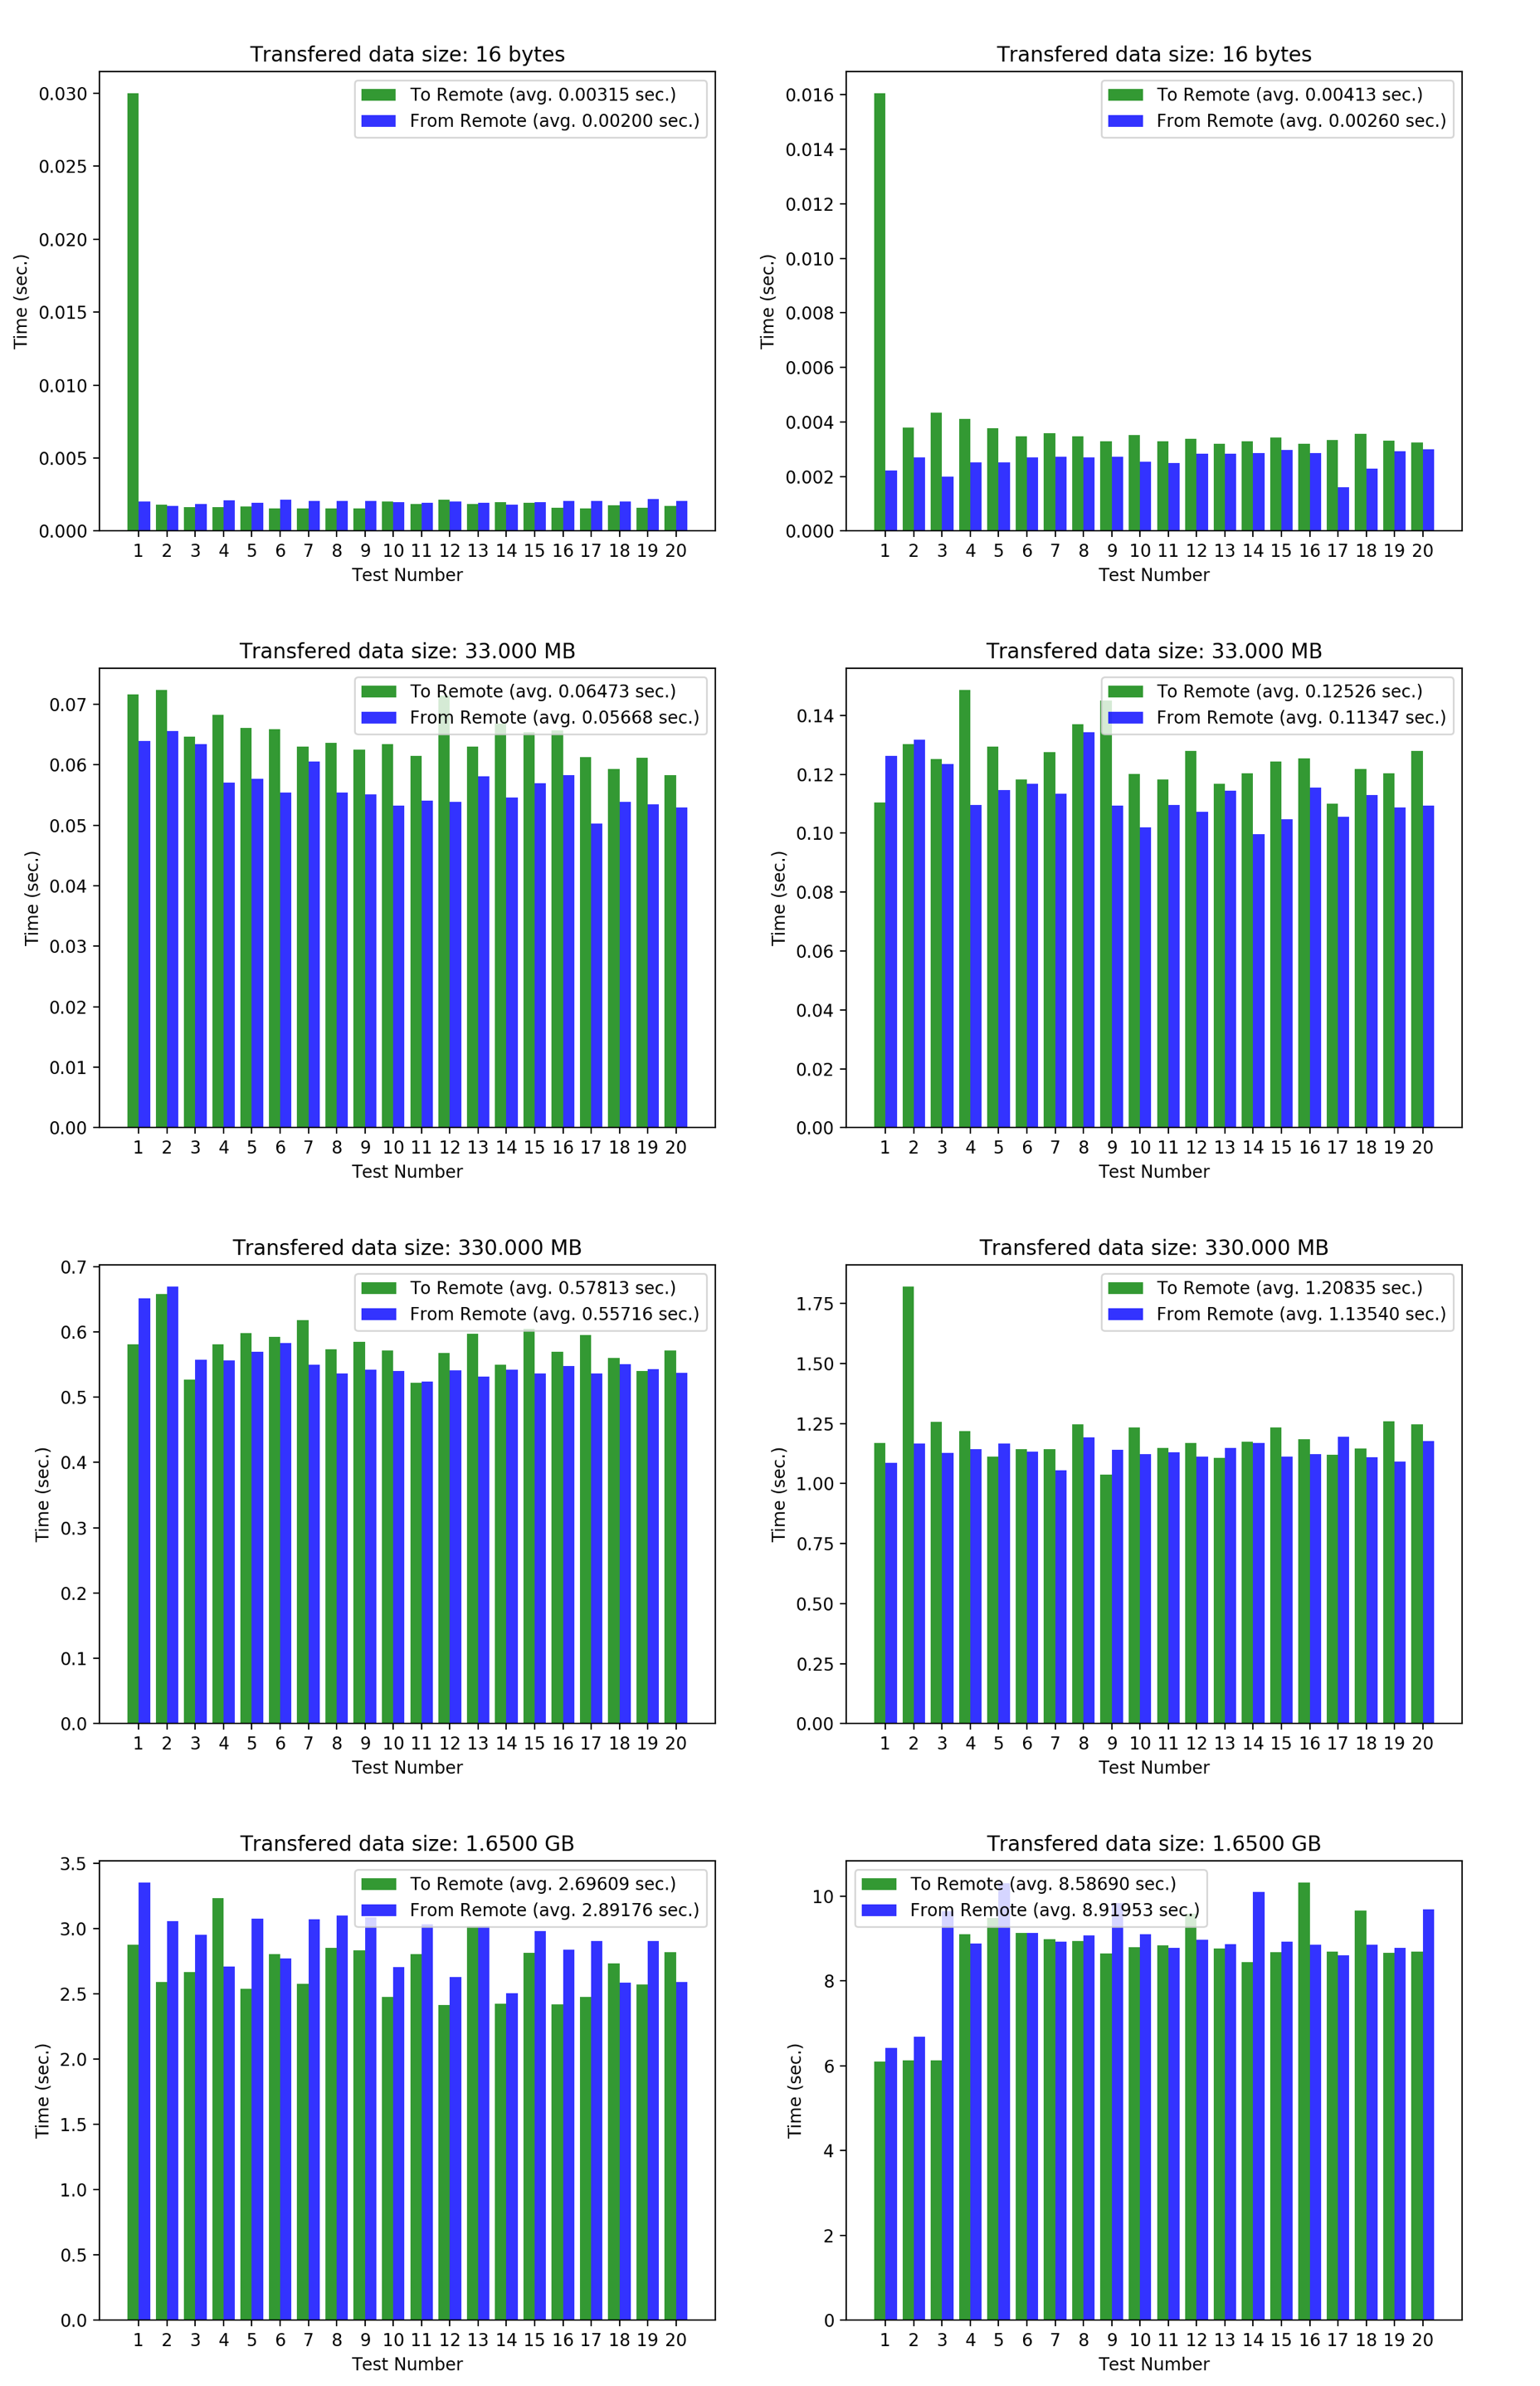 Transfered data size: 16 bytes
To Remote (avg. 0.00315 sec.)
From Remote (avg. 0.00200 sec.)
0.030
0.025
0.020
0.015
0.010
0.005
0.000
Time (sec.)
1 2 3 4 5 6 7 8 9 10 11 12 13 14 15 16 17 18 19 20
Test Number
Transfered data size: 16 bytes
To Remote (avg. 0.00413 sec.)
From Remote (avg. 0.00260 sec.)
0.016
0.014
0.012
0.010
0.008
0.006
0.004
0.002
0.000
Time (sec.)
1 2 3 4 5 6 7 8 9 10 11 12 13 14 15 16 17 18 19 20
Test Number
Transfered data size: 33.000 MB
To Remote (avg. 0.06473 sec.)
From Remote (avg. 0.05668 sec.)
0.07
0.06
0.05
0.04
0.03
0.02
0.01
0.00
Time (sec.)
1 2 3 4 5 6 7 8 9 10 11 12 13 14 15 16 17 18 19 20
Test Number
Transfered data size: 33.000 MB
To Remote (avg. 0.12526 sec.)
From Remote (avg. 0.11347 sec.)
0.14
0.12
0.10
0.08
0.06
0.04
0.02
0.00
Time (sec.)
1 2 3 4 5 6 7 8 9 10 11 12 13 14 15 16 17 18 19 20
Test Number
Transfered data size: 330.000 MB
To Remote (avg. 0.57813 sec.)
From Remote (avg. 0.55716 sec.)
0.7
0.6
0.5
0.4
0.3
0.2
0.1
0.0
Time (sec.)
1 2 3 4 5 6 7 8 9 10 11 12 13 14 15 16 17 18 19 20
Test Number
Transfered data size: 330.000 MB
To Remote (avg. 1.20835 sec.)
From Remote (avg. 1.13540 sec.)
1.75
1.50
1.25
1.00
0.75
0.50
0.25
0.00
Time (sec.)
1 2 3 4 5 6 7 8 9 10 11 12 13 14 15 16 17 18 19 20
Test Number
Transfered data size: 1.6500 GB
To Remote (avg. 2.69609 sec.)
From Remote (avg. 2.89176 sec.)
3.5
3.0
2.5
2.0
1.5
1.0
0.5
0.0
Time (sec.)
1 2 3 4 5 6 7 8 9 10 11 12 13 14 15 16 17 18 19 20
Test Number
Transfered data size: 1.6500 GB
To Remote (avg. 8.58690 sec.)
From Remote (avg. 8.91953 sec.)
10
8
6
4
2
0
Time (sec.)
1 2 3 4 5 6 7 8 9 10 11 12 13 14 15 16 17 18 19 20
Test Number